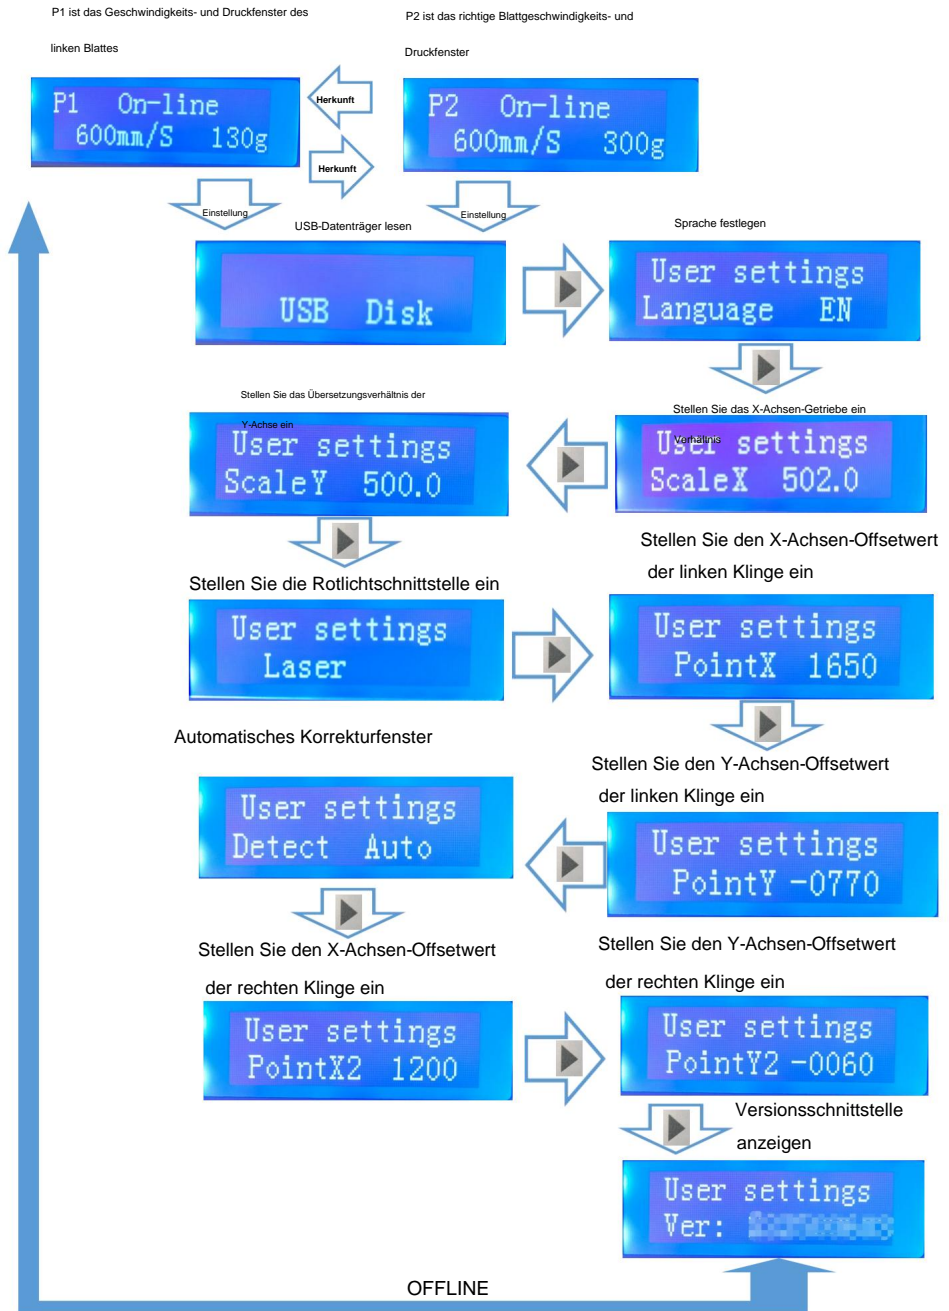 P1 ist das Geschwindigkeits- und Druckfenster des
linken Blattes
P2 ist das richtige Blattgeschwindigkeits- und
Druckfenster
P1 On-line
600mm/S 130g
Herkunft
Herkunft
P2 On-line
600mm/S 300g
Einstellung
Einstellung
USB-Datenträger lesen
USB Disk
Sprache festlegen
User settings
Language EN
Stellen Sie das X-Achsen-Getriebe ein
Verhältnis
User settings
ScaleX 502.0
Stellen Sie das Übersetzungsverhältnis der
Y-Achse ein
User settings
ScaleY 500.0
Stellen Sie die Rotlichtschnittstelle ein
User settings
Laser
Stellen Sie den X-Achsen-Offsetwert
der linken Klinge ein
User settings
PointX 1650
Stellen Sie den Y-Achsen-Offsetwert
der linken Klinge ein
User settings
PointY -0770
Automatisches Korrekturfenster
User settings
Detect Auto
Stellen Sie den X-Achsen-Offsetwert
der rechten Klinge ein
User settings
PointX2 1200
Stellen Sie den Y-Achsen-Offsetwert
der rechten Klinge ein
User settings
PointY2 -0060
Versionsschnittstelle
anzeigen
User settings
Ver:
OFFLINE